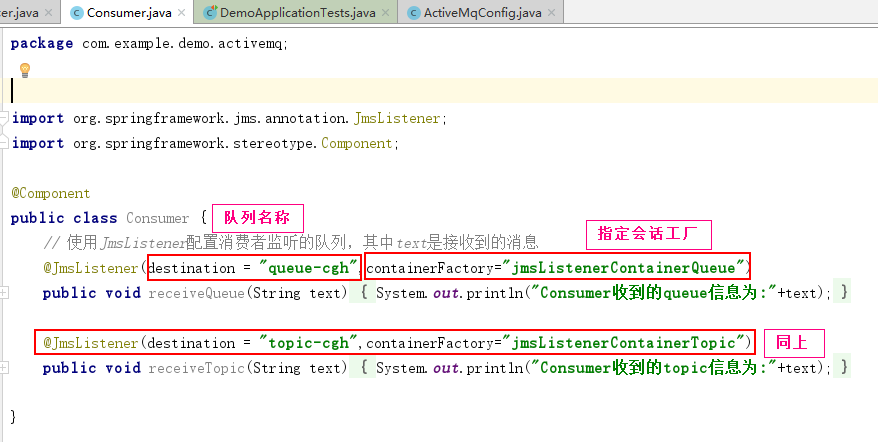 cer.java × Consumer.java × DemoApplicationTests.java × ActiveMqConfig.java ×
package com.example.demo.activemq;
import org.springframework.jms.annotation.JmsListener;
import org.springframework.stereotype.Component;
@Component
public class Consumer {
队列名称
指定会话工厂
// 使用JmsListener配置消费者监听的队列，其中text是接收到的消息
@JmsListener(destination = "queue-cgh",containerFactory="jmsListenerContainerQueue")
public void receiveQueue(String text) { System.out.println("Consumer收到的queue信息为:"+text); }
@JmsListener(destination = "topic-cgh",containerFactory="jmsListenerContainerTopic")
同上
public void receiveTopic(String text) { System.out.println("Consumer收到的topic信息为:"+text); }
}